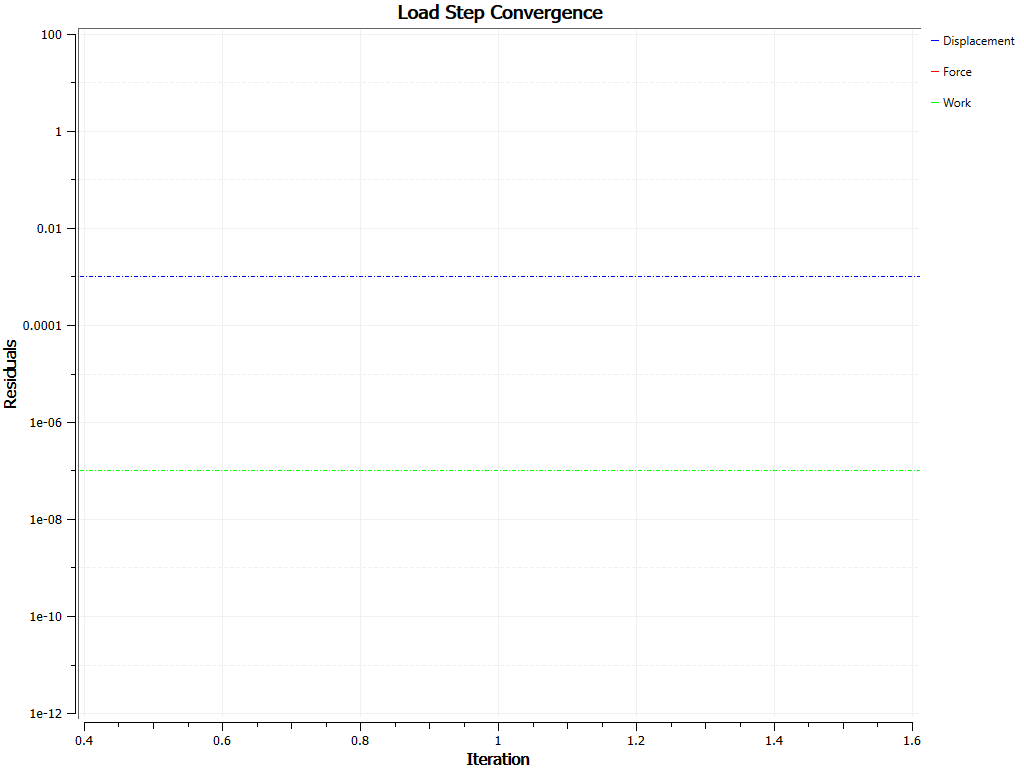 Load Step Convergence
Displacement
Force
Work
Residuals
100
1
0.01
0.0001
1e-06
1e-08
1e-10
1e-12
0.4 0.6 0.8 1 1.2 1.4 1.6
Iteration